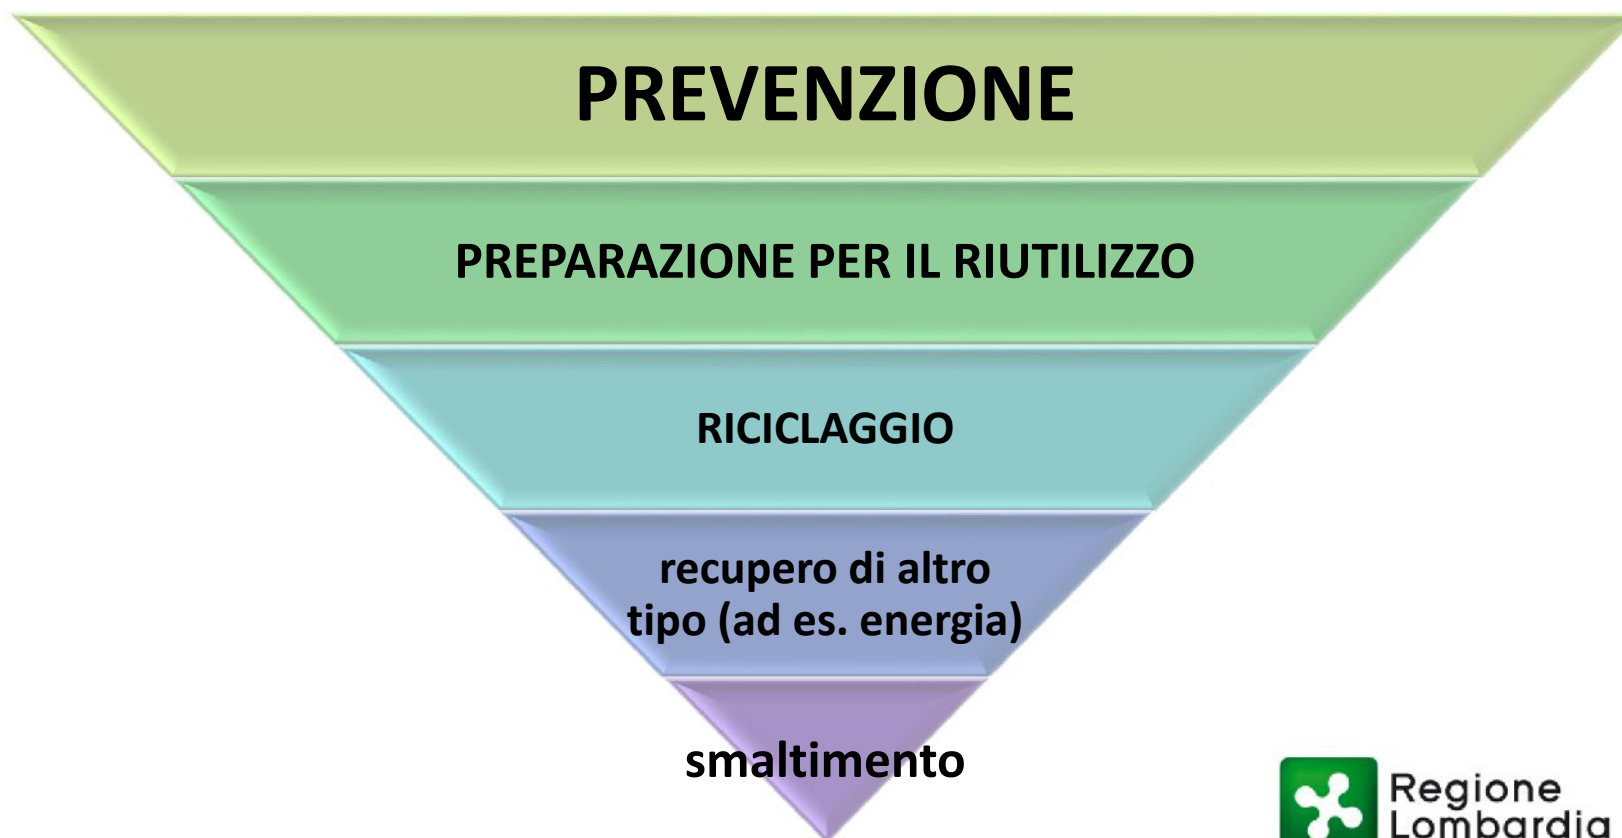 PREVENZIONE
PREPARAZIONE PER IL RIUTILIZZO
RICICLAGGIO
recupero di altro
tipo (ad es. energia)
smaltimento
Regione
Lombardia